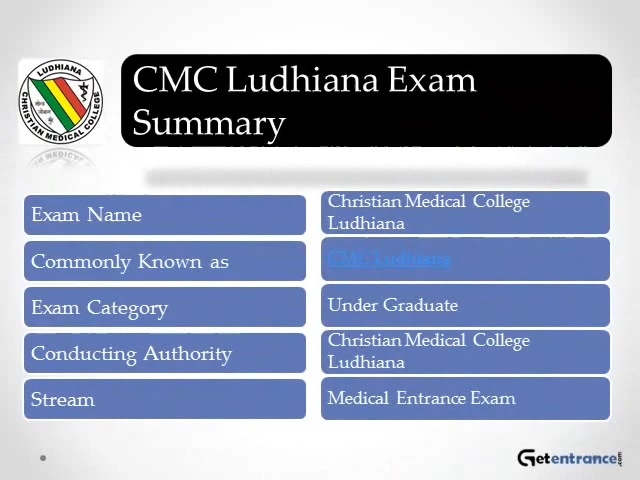 LUDHIANA
CHRISTIAN MEDICAL COLLEGE
CMC Ludhiana Exam
Summary
Exam Name
Christian Medical College
Ludhiana
Commonly Known as
CMC Ludhiana
Exam Category
Under Graduate
Conducting Authority
Christian Medical College
Ludhiana
Stream
Medical Entrance Exam
Getentrance.com